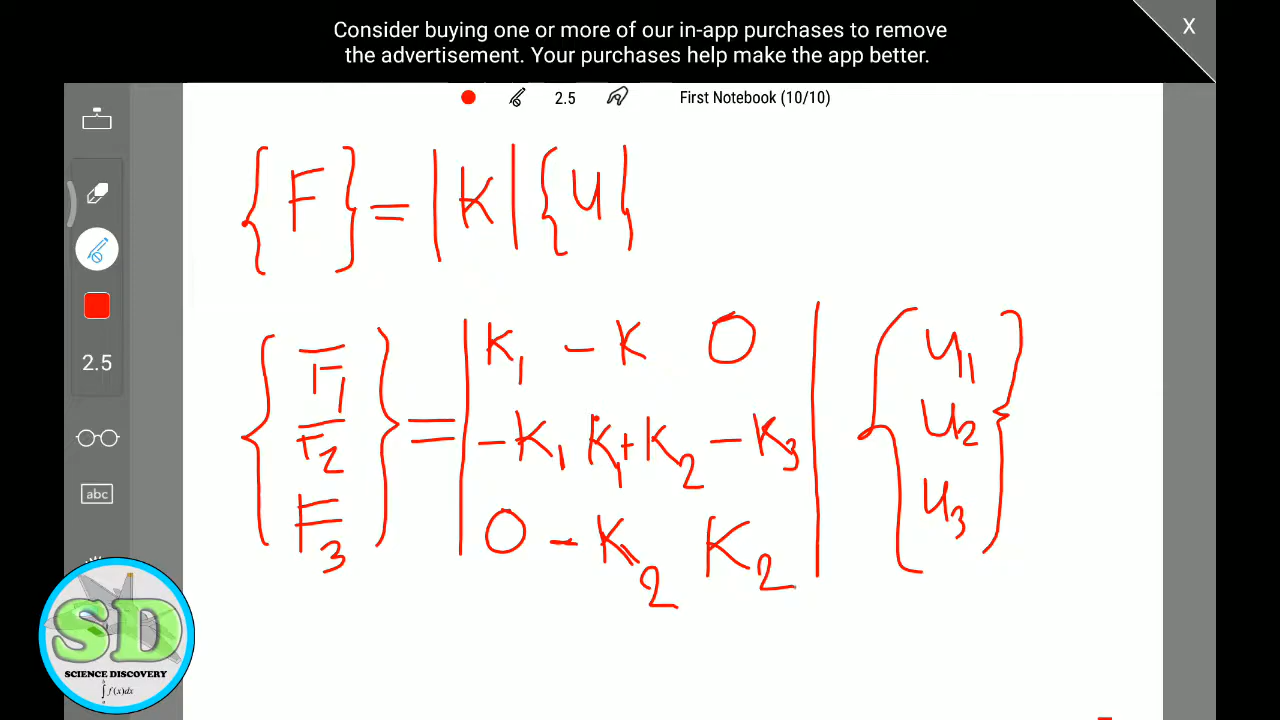 Consider buying one or more of our in-app purchases to remove
the advertisement. Your purchases help make the app better.
X
2.5 First Notebook (10/10)
{F} = |K| {u}
2.5
abc
{F1 F2 F3} = | K1 - K 0 | {u1 u2 u3}
-K1 K1+K2 -K3
0 -K2 K2
SD
SCIENCE DISCOVERY
∫f(x)dx